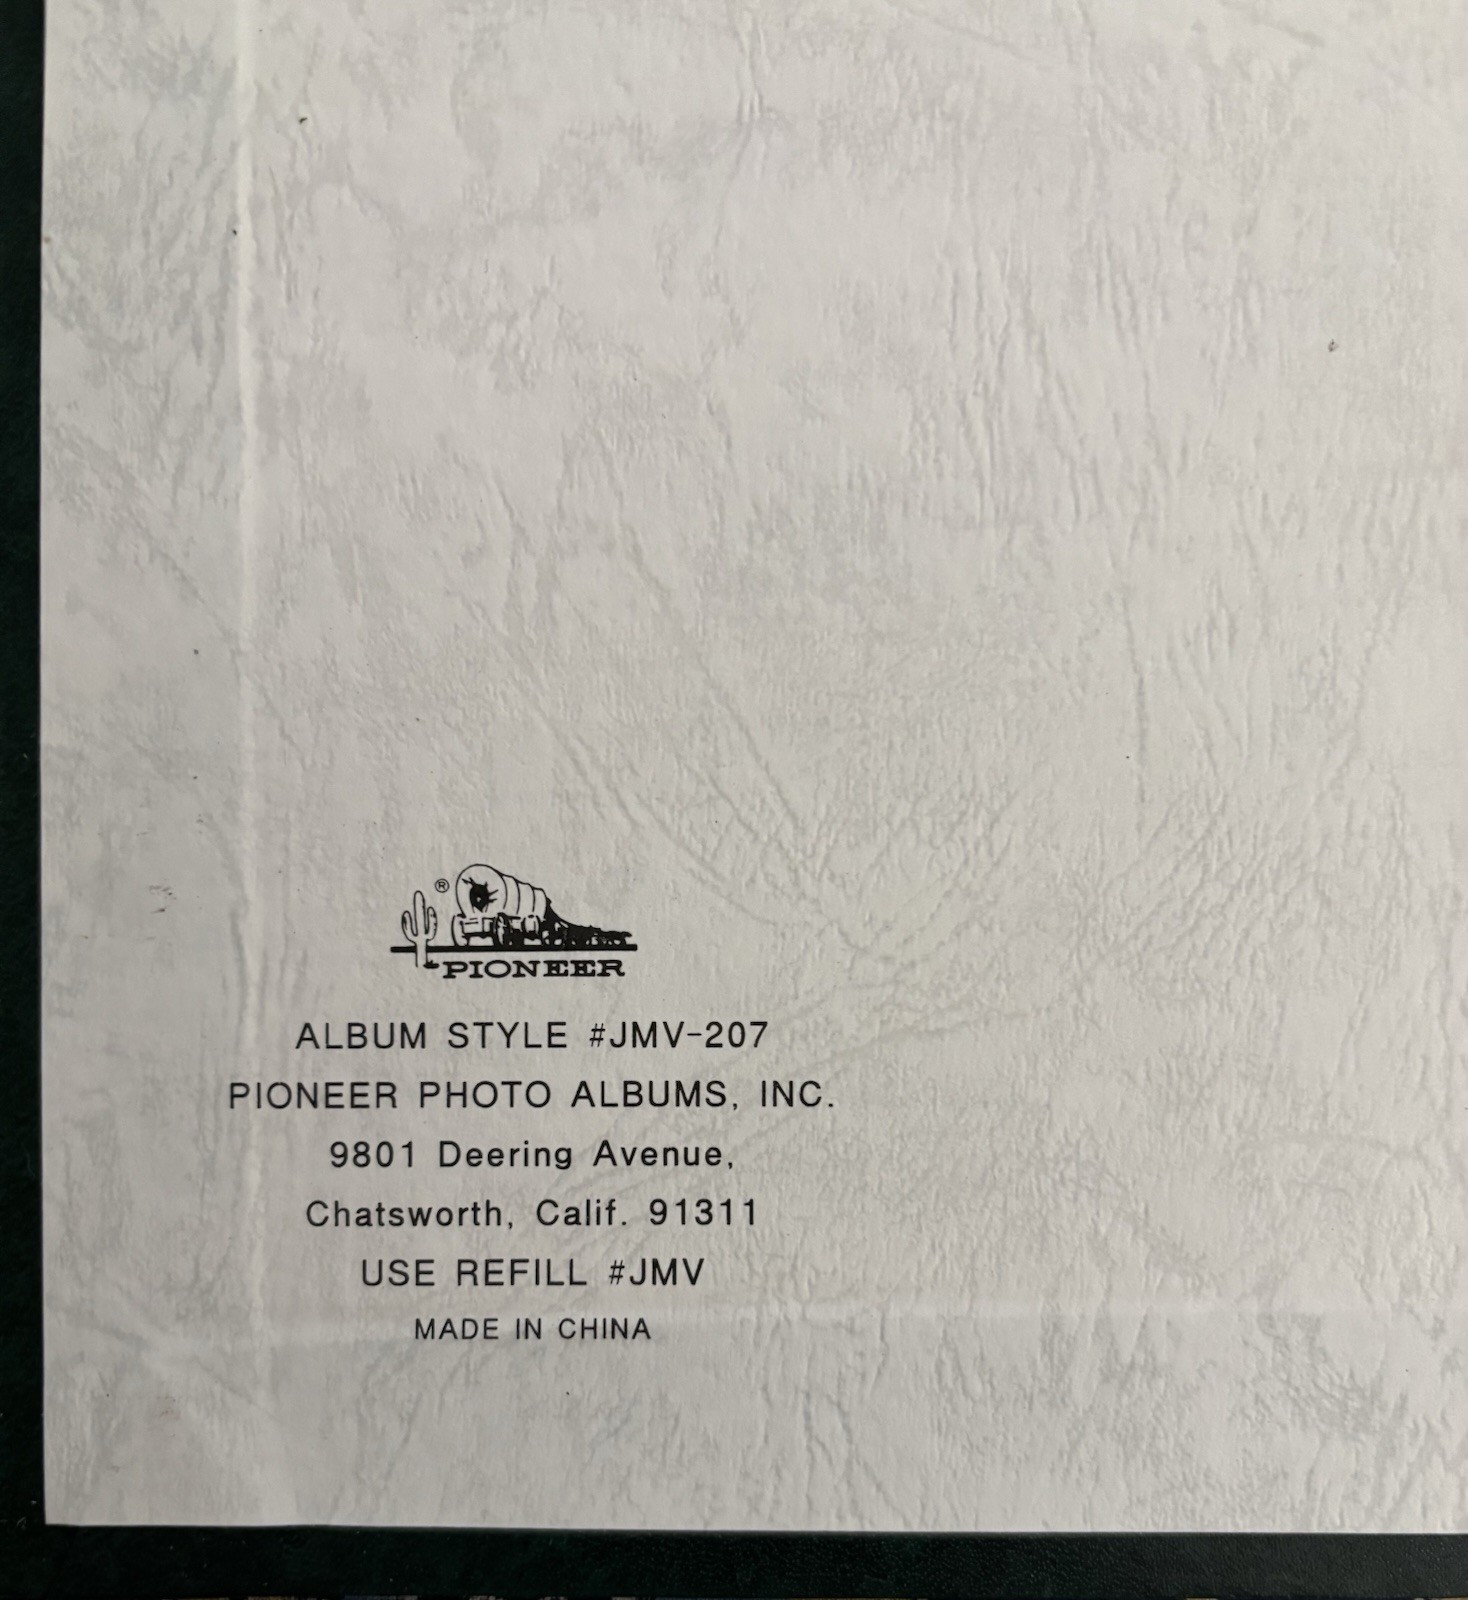 ®
PIONEER
ALBUM STYLE #JMV-207
PIONEER PHOTO ALBUMS, INC.
9801 Deering Avenue,
Chatsworth, Calif. 91311
USE REFILL #JMV
MADE IN CHINA